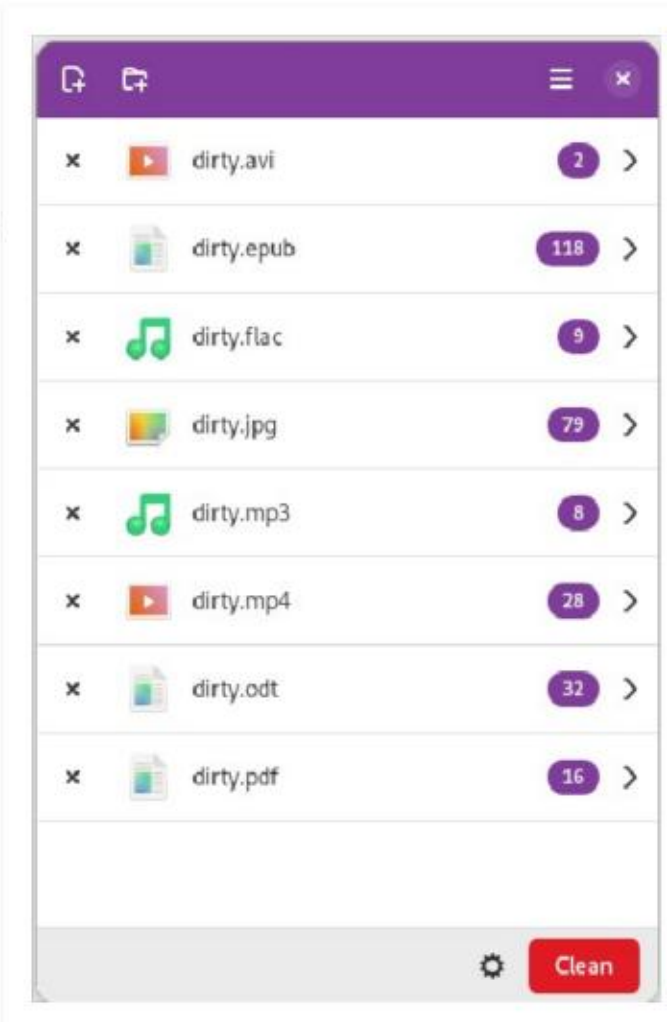 dirty.avi 2
dirty.epub 118
dirty.flac 9
dirty.jpg 79
dirty.mp3 8
dirty.mp4 28
dirty.odt 32
dirty.pdf 16
Clean